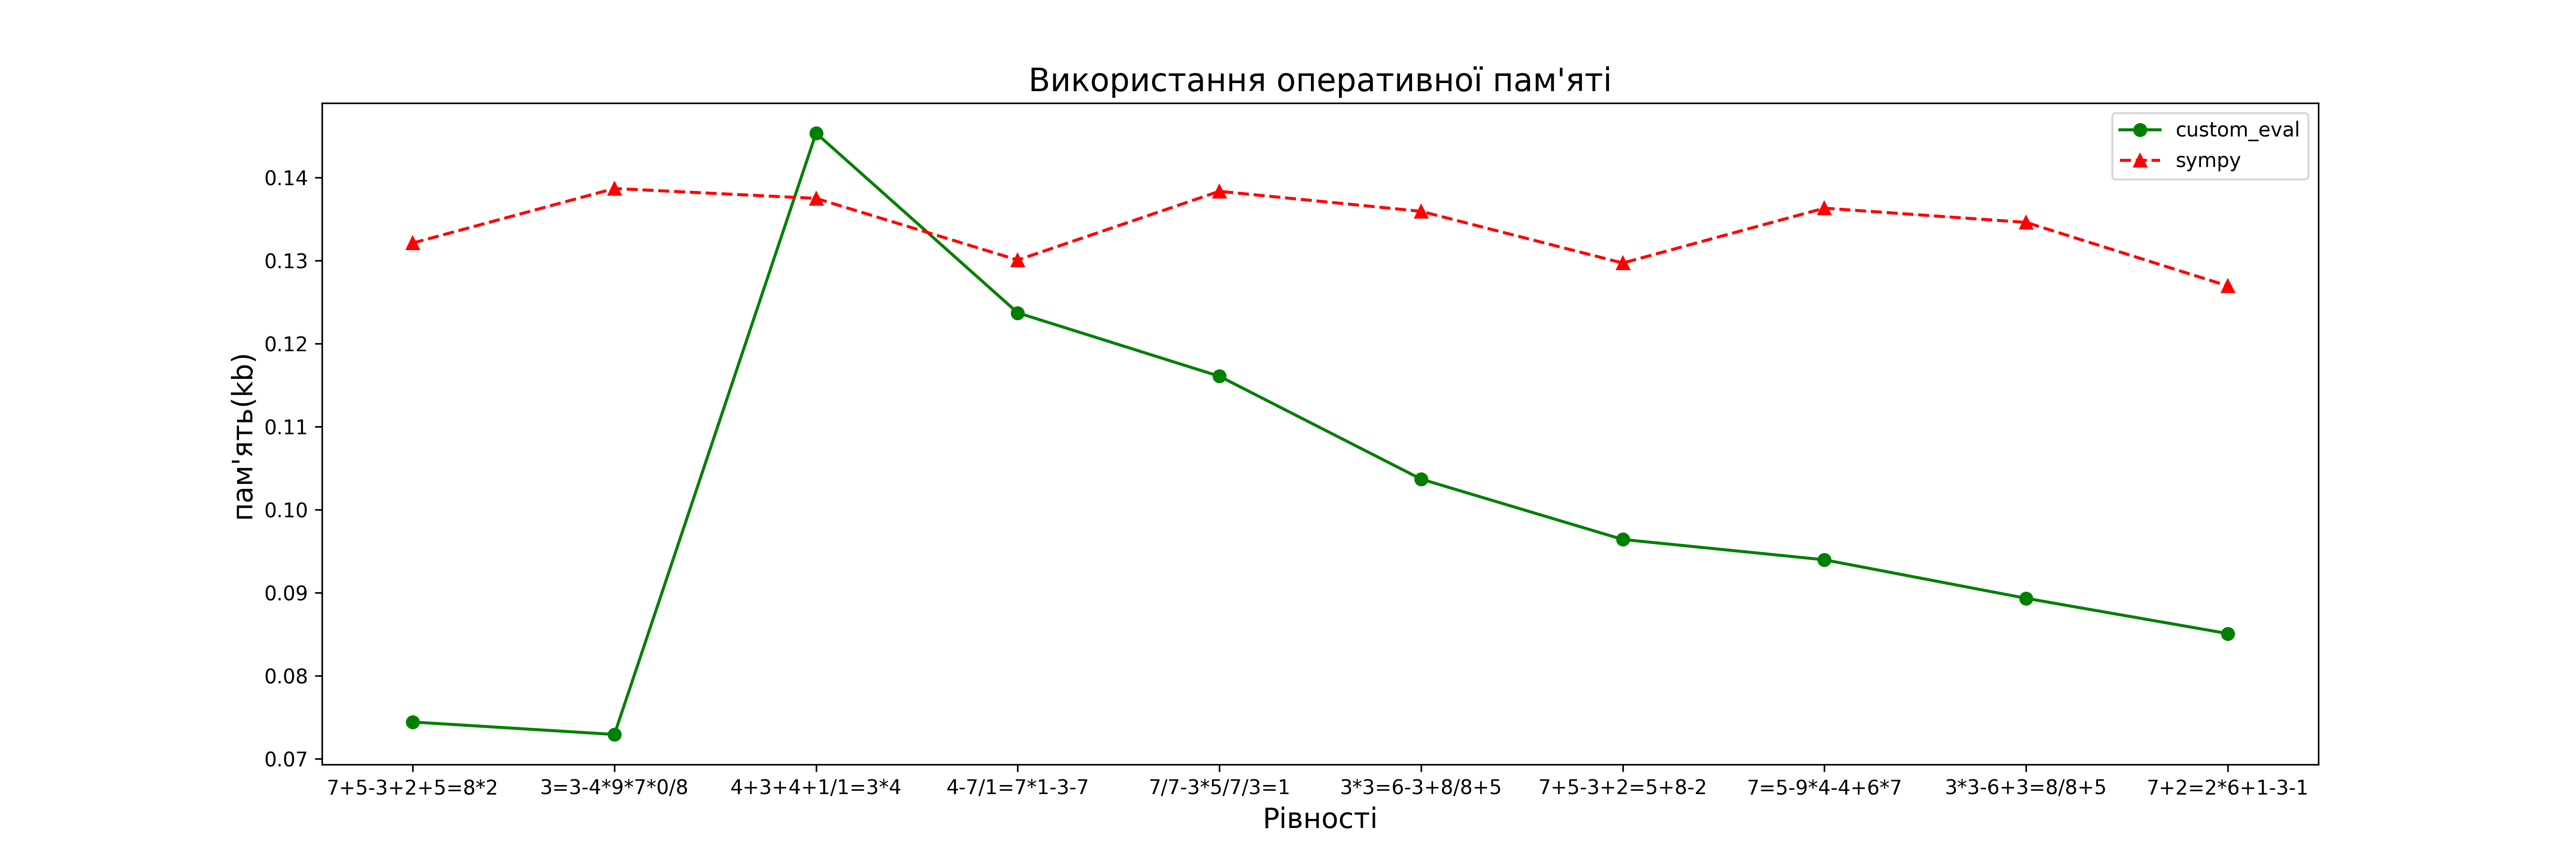 Використання оперативної пам'яті
custom_eval
sympy
пам'ять(kb)
0.14
0.13
0.12
0.11
0.10
0.09
0.08
0.07
7+5-3+2+5=8*2 3=3-4*9*7*0/8 4+3+4+1/1=3*4 4-7/1=7*1-3-7 7/7-3*5/7/3=1 3*3=6-3+8/8+5 7+5-3+2=5+8-2 7=5-9*4-4+6*7 3*3-6+3=8/8+5 7+2=2*6+1-3-1
Рівності